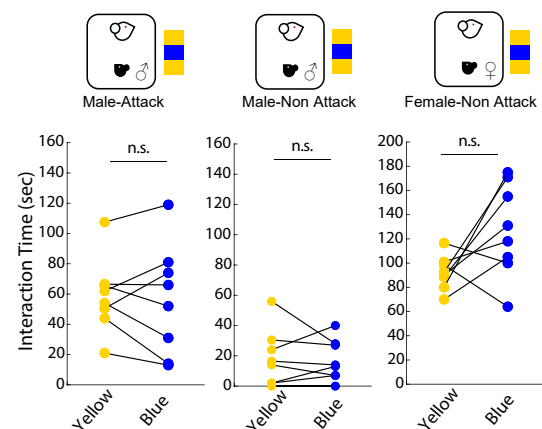 Male-Attack
Male-Non Attack
Female-Non Attack
Interaction Time (sec)
n.s.
160
140
120
100
80
60
40
20
0
Yellow
Blue
n.s.
160
140
120
100
80
60
40
20
0
Yellow
Blue
n.s.
200
180
160
140
120
100
80
60
40
20
0
Yellow
Blue